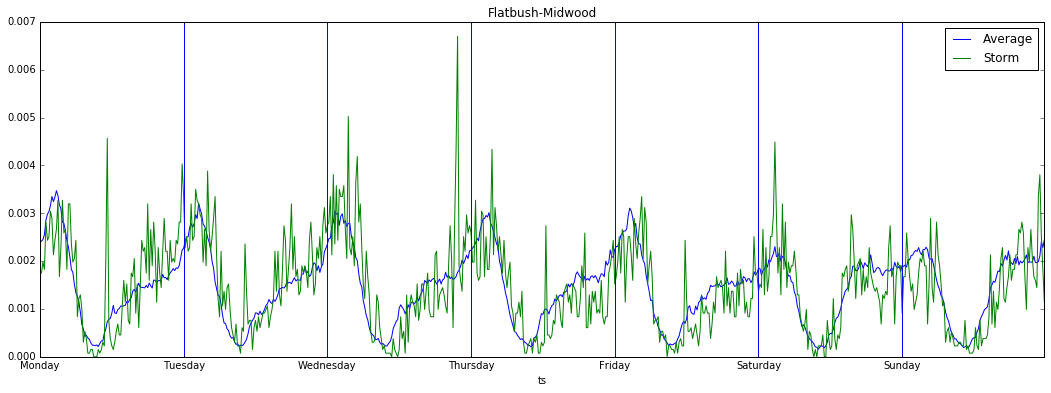 Flatbush-Midwood
0.007
0.006
0.005
0.004
0.003
0.002
0.001
0.000
Average
Storm
Monday Tuesday Wednesday Thursday Friday Saturday Sunday
ts